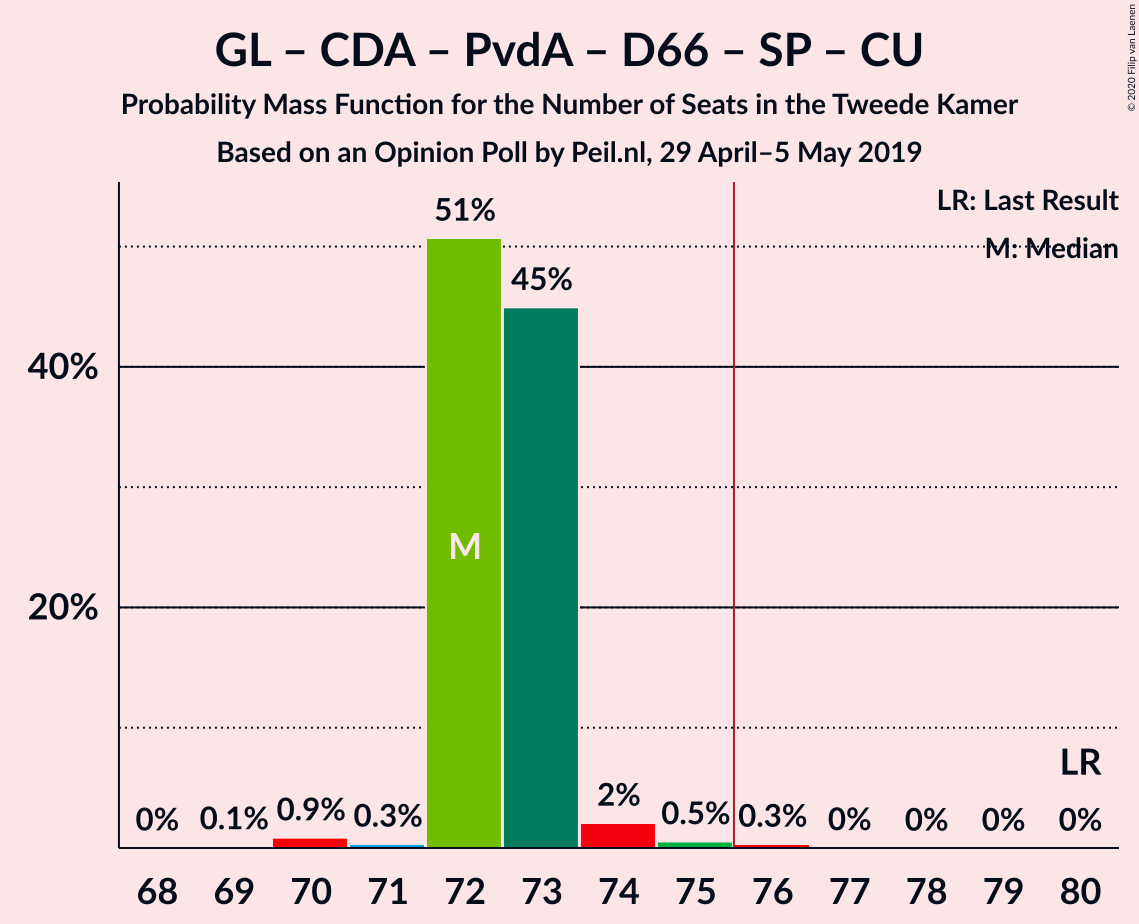 GL – CDA – PvdA – D66 – SP – CU
Probability Mass Function for the Number of Seats in the Tweede Kamer
Based on an Opinion Poll by Peil.nl, 29 April–5 May 2019
© 2020 Filip van Laenen
LR: Last Result
M: Median
51%
45%
40%
M
20%
LR
0% 0.1% 0.9% 0.3% 2% 0.5% 0.3% 0% 0% 0% 0%
68 69 70 71 72 73 74 75 76 77 78 79 80